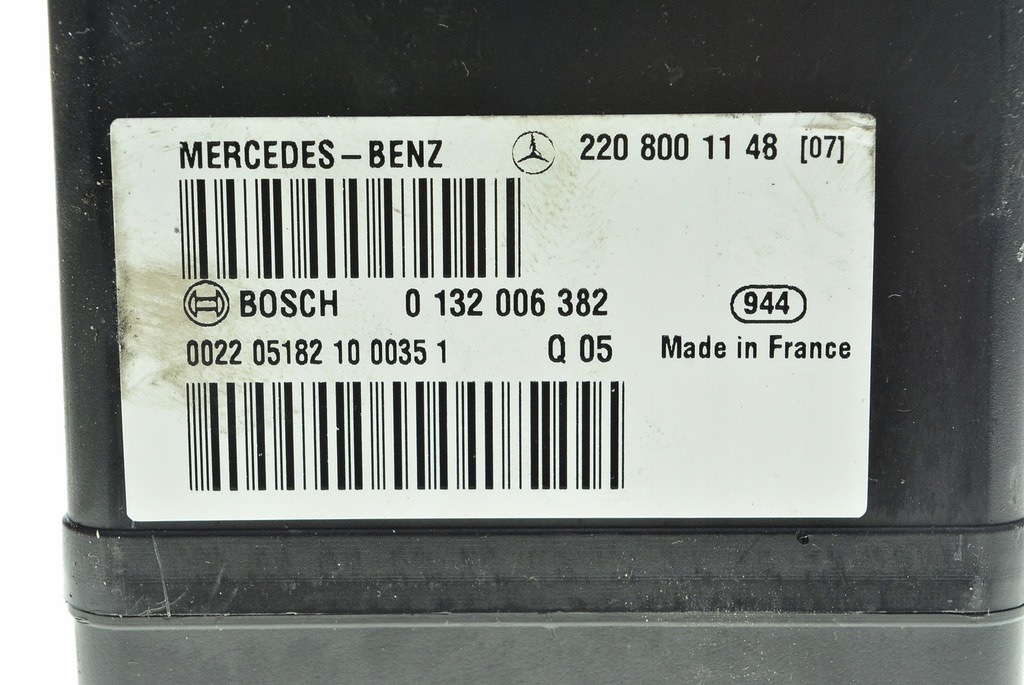 MERCEDES-BENZ 220 800 11 48 [07]
BOSCH 0 132 006 382 944
0022 05182 10 0035 1 Q 05 Made in France